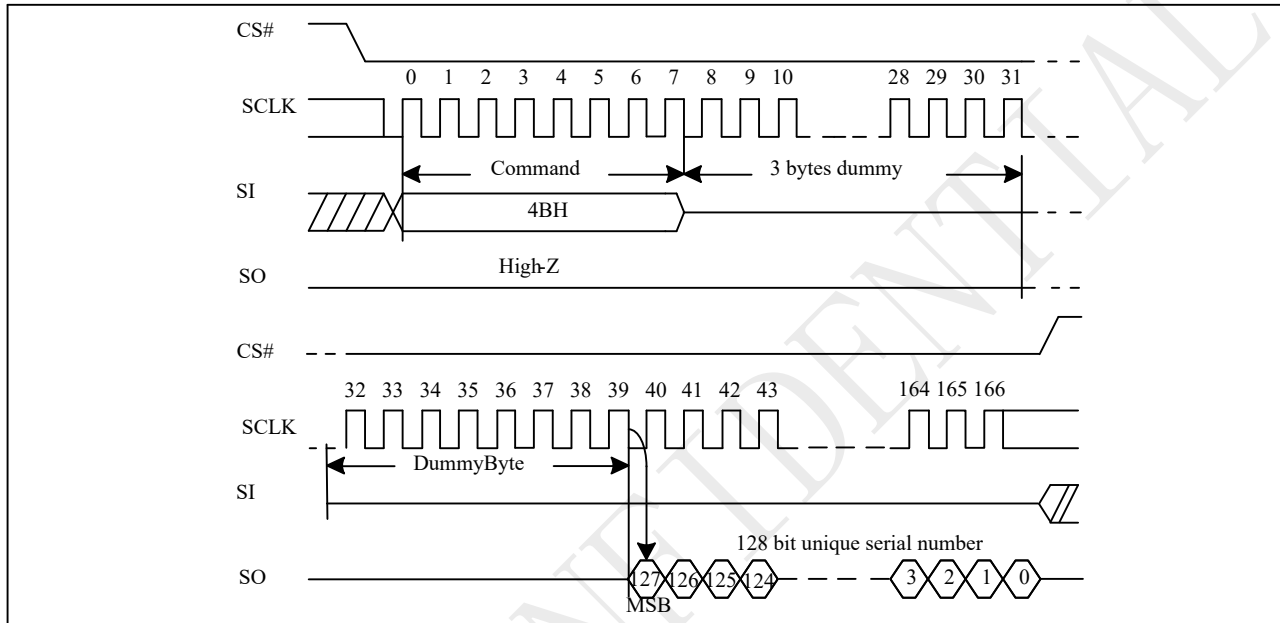 CS#
0 1 2 3 4 5 6 7 8 9 10 28 29 30 31
SCLK
Command 3 bytes dummy
SI
4BH
High-Z
SO
CS#
32 33 34 35 36 37 38 39 40 41 42 43 164 165 166
SCLK
DummyByte
SI
128 bit unique serial number
SO 127 126 125 124 3 2 1 0
MSB
NFIDENTIAL